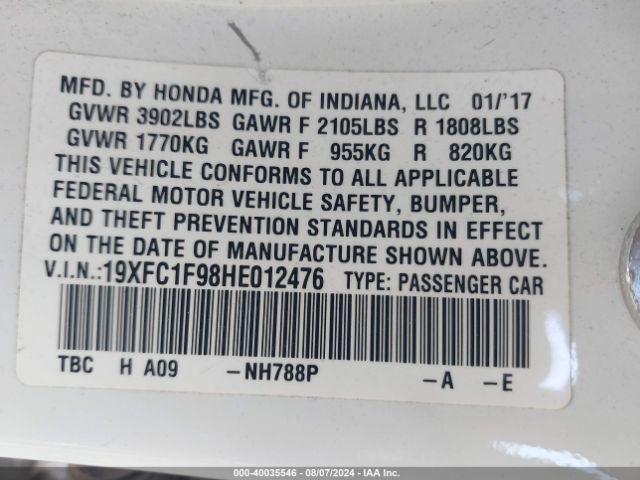 MFD. BY HONDA MFG. OF INDIANA, LLC 01/'17
GVWR 3902LBS GAWR F 2105LBS R 1808LBS
GVWR 1770KG GAWR F 955KG R 820KG
THIS VEHICLE CONFORMS TO ALL APPLICABLE
FEDERAL MOTOR VEHICLE SAFETY, BUMPER,
AND THEFT PREVENTION STANDARDS IN EFFECT
ON THE DATE OF MANUFACTURE SHOWN ABOVE.
V.I.N.:19XFC1F98HE012476 TYPE: PASSENGER CAR
TBC H A09 -NH788P -A -E
000-40035546 - 08/07/2024 - IAA Inc.